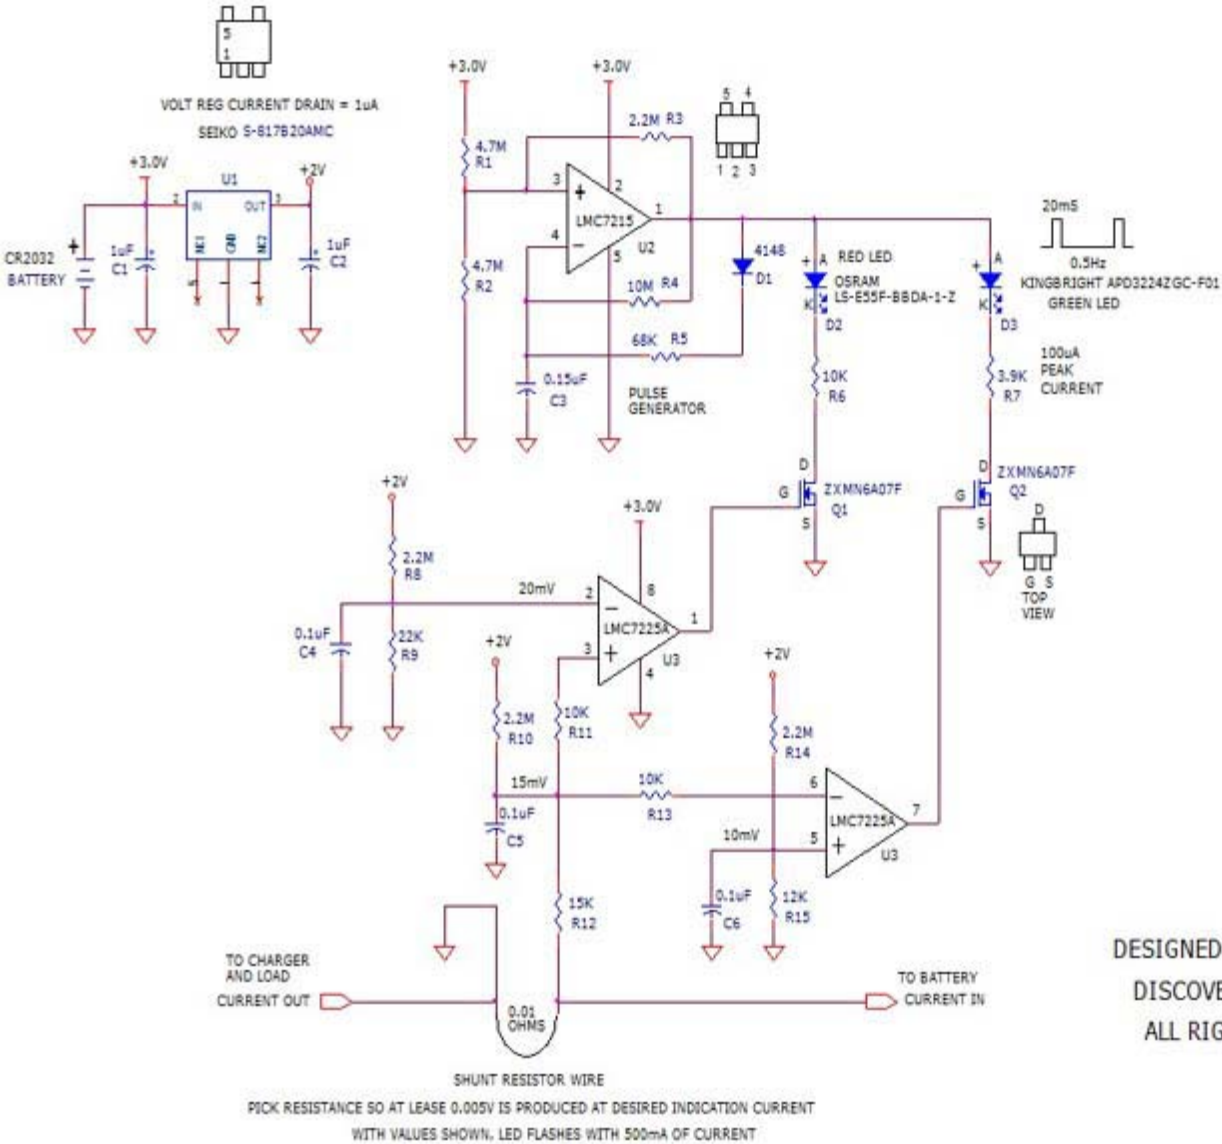 5
1
VOLT REG CURRENT DRAIN = 1uA
SEIKO S-817B20AMC
+3.0V
U1
+2V
2
IN
OUT
3
NC1
GND
NC2
5
1
CR2032
BATTERY
+
1uF
C1
1uF
C2
+3.0V
+3.0V
2.2M R3
5 4
1 2 3
4.7M
R1
3
+
2
LMC7215
1
U2
4
−
5
4.7M
R2
10M R4
4148
D1
68K R5
0.15uF
C3
PULSE
GENERATOR
RED LED
OSRAM
LS-E55F-BBDA-1-Z
+
A
K
D2
10K
R6
20mS
0.5Hz
KINGBRIGHT APD3224ZGC-F01
GREEN LED
+
A
K
D3
100uA
PEAK
CURRENT
3.9K
R7
D
G
S
ZXMN6A07F
Q1
D
G
S
ZXMN6A07F
Q2
D
G S
TOP
VIEW
+2V
2.2M
R8
20mV
+3.0V
2
−
8
LMC7225A
1
U3
3
+
4
0.1uF
C4
22K
R9
+2V
2.2M
R10
10K
R11
15mV
0.1uF
C5
10K
R13
+2V
2.2M
R14
6
−
LMC7225A
7
U3
10mV
5
+
0.1uF
C6
12K
R15
15K
R12
TO CHARGER
AND LOAD
CURRENT OUT
0.01
OHMS
TO BATTERY
CURRENT IN
DESIGNED
DISCOVE
ALL RIG
SHUNT RESISTOR WIRE
PICK RESISTANCE SO AT LEASE 0.005V IS PRODUCED AT DESIRED INDICATION CURRENT
WITH VALUES SHOWN, LED FLASHES WITH 500mA OF CURRENT